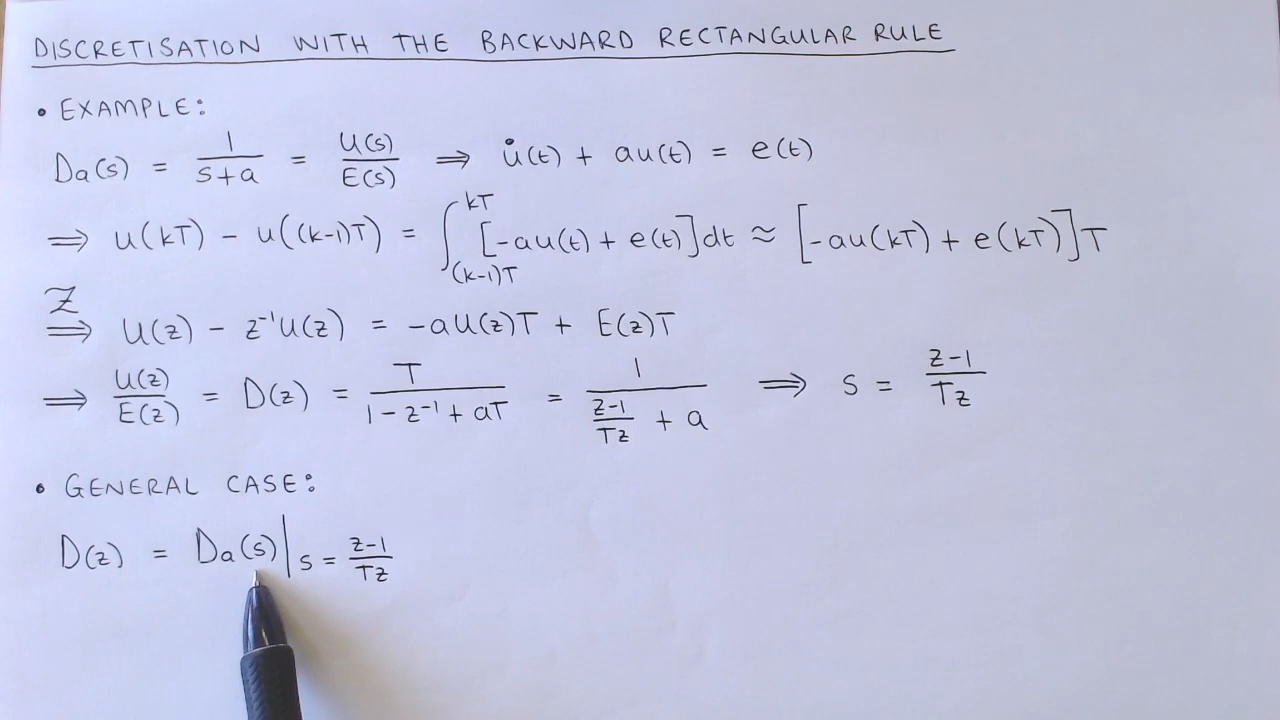 DISCRETISATION WITH THE BACKWARD RECTANGULAR RULE
• EXAMPLE:
Da(s) = 1/(s+a) = U(s)/E(s) ⇒ u̇(t) + au(t) = e(t)
⇒ u(kT) - u((k-1)T) = ∫_{(k-1)T}^{kT} [-au(t) + e(t)]dt ≈ [-au(kT) + e(kT)]T
Z ⇒ U(z) - z⁻¹U(z) = -aU(z)T + E(z)T
⇒ U(z)/E(z) = D(z) = T/(1-z⁻¹+aT) = 1/((z-1)/(Tz) + a) ⇒ s = (z-1)/(Tz)
• GENERAL CASE:
D(z) = Da(s)|s = (z-1)/(Tz)